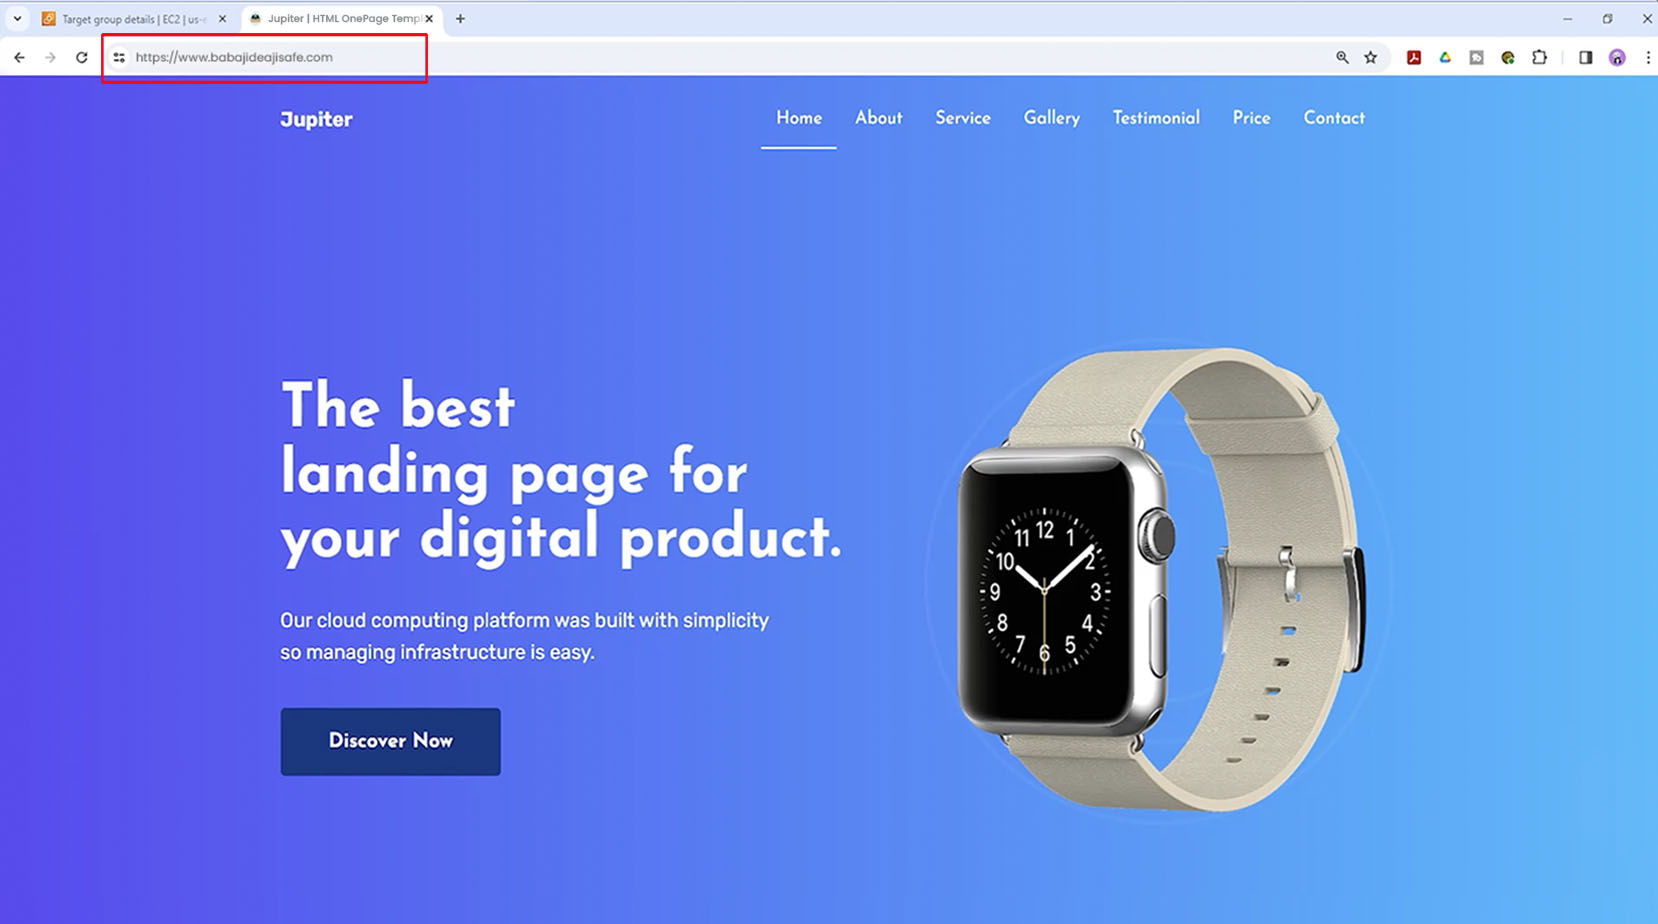 Target group details | EC2 | us-e
Jupiter | HTML OnePage Templ
https://www.babajideajisafe.com
Jupiter
Home About Service Gallery Testimonial Price Contact
The best
landing page for
your digital product.
Our cloud computing platform was built with simplicity
so managing infrastructure is easy.
Discover Now
12
11 1
10 2
9 3
8 4
7 5
6